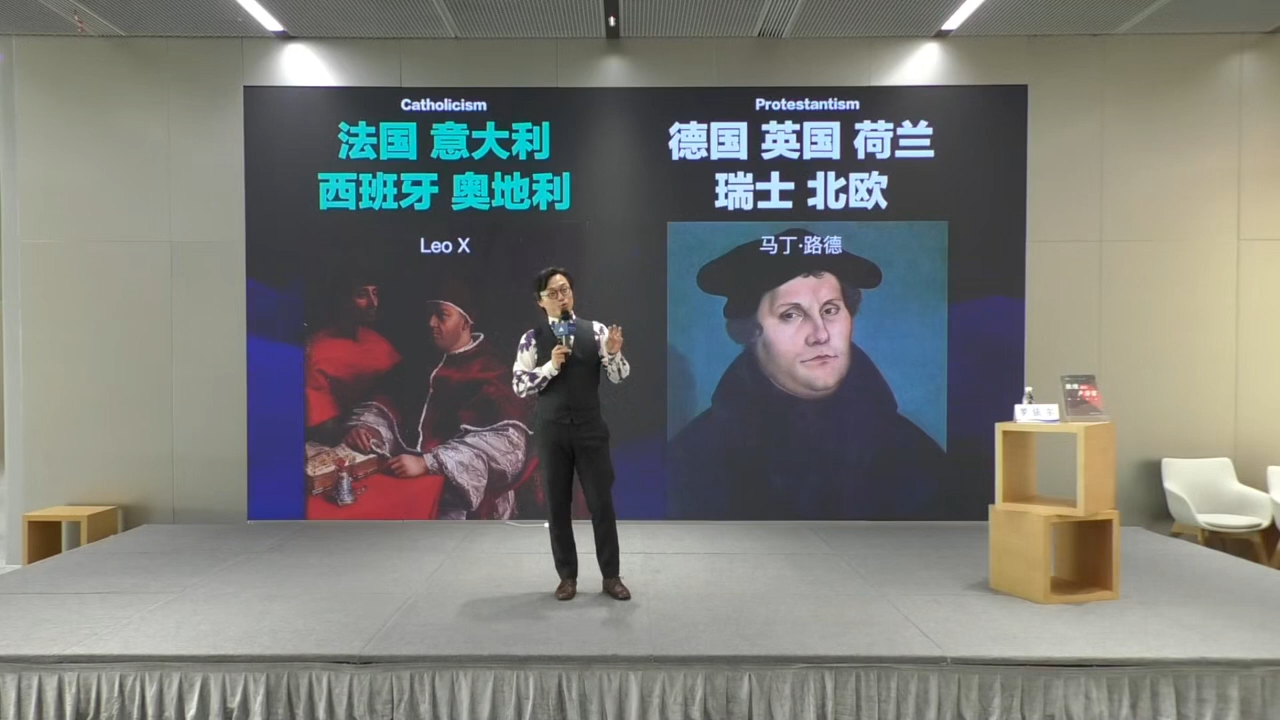 Catholicism
法国 意大利
西班牙 奥地利
Leo X
Protestantism
德国 英国 荷兰
瑞士 北欧
马丁·路德